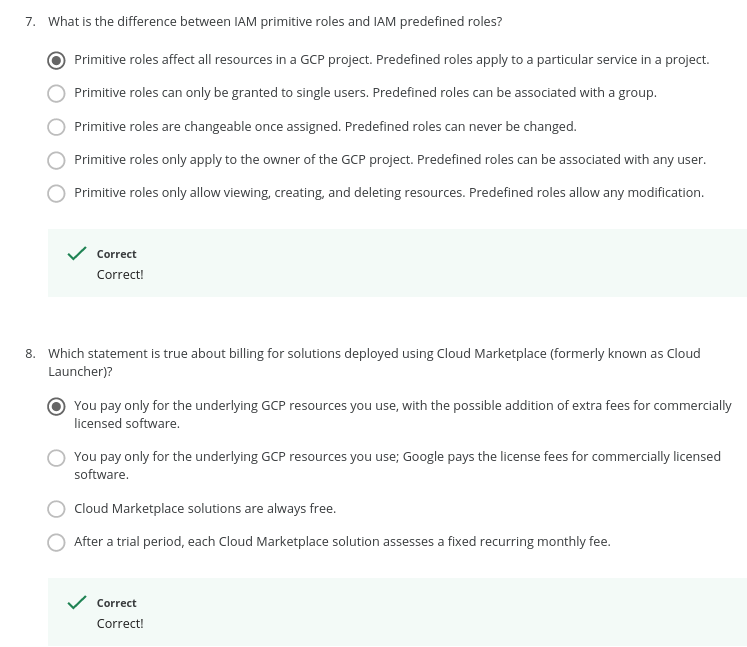 7. What is the difference between IAM primitive roles and IAM predefined roles?
Primitive roles affect all resources in a GCP project. Predefined roles apply to a particular service in a project.
Primitive roles can only be granted to single users. Predefined roles can be associated with a group.
Primitive roles are changeable once assigned. Predefined roles can never be changed.
Primitive roles only apply to the owner of the GCP project. Predefined roles can be associated with any user.
Primitive roles only allow viewing, creating, and deleting resources. Predefined roles allow any modification.
Correct
Correct!
8. Which statement is true about billing for solutions deployed using Cloud Marketplace (formerly known as Cloud
Launcher)?
You pay only for the underlying GCP resources you use, with the possible addition of extra fees for commercially
licensed software.
You pay only for the underlying GCP resources you use; Google pays the license fees for commercially licensed
software.
Cloud Marketplace solutions are always free.
After a trial period, each Cloud Marketplace solution assesses a fixed recurring monthly fee.
Correct
Correct!